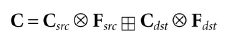 C = C_src ⊗ F_src ⊞ C_dst ⊗ F_dst